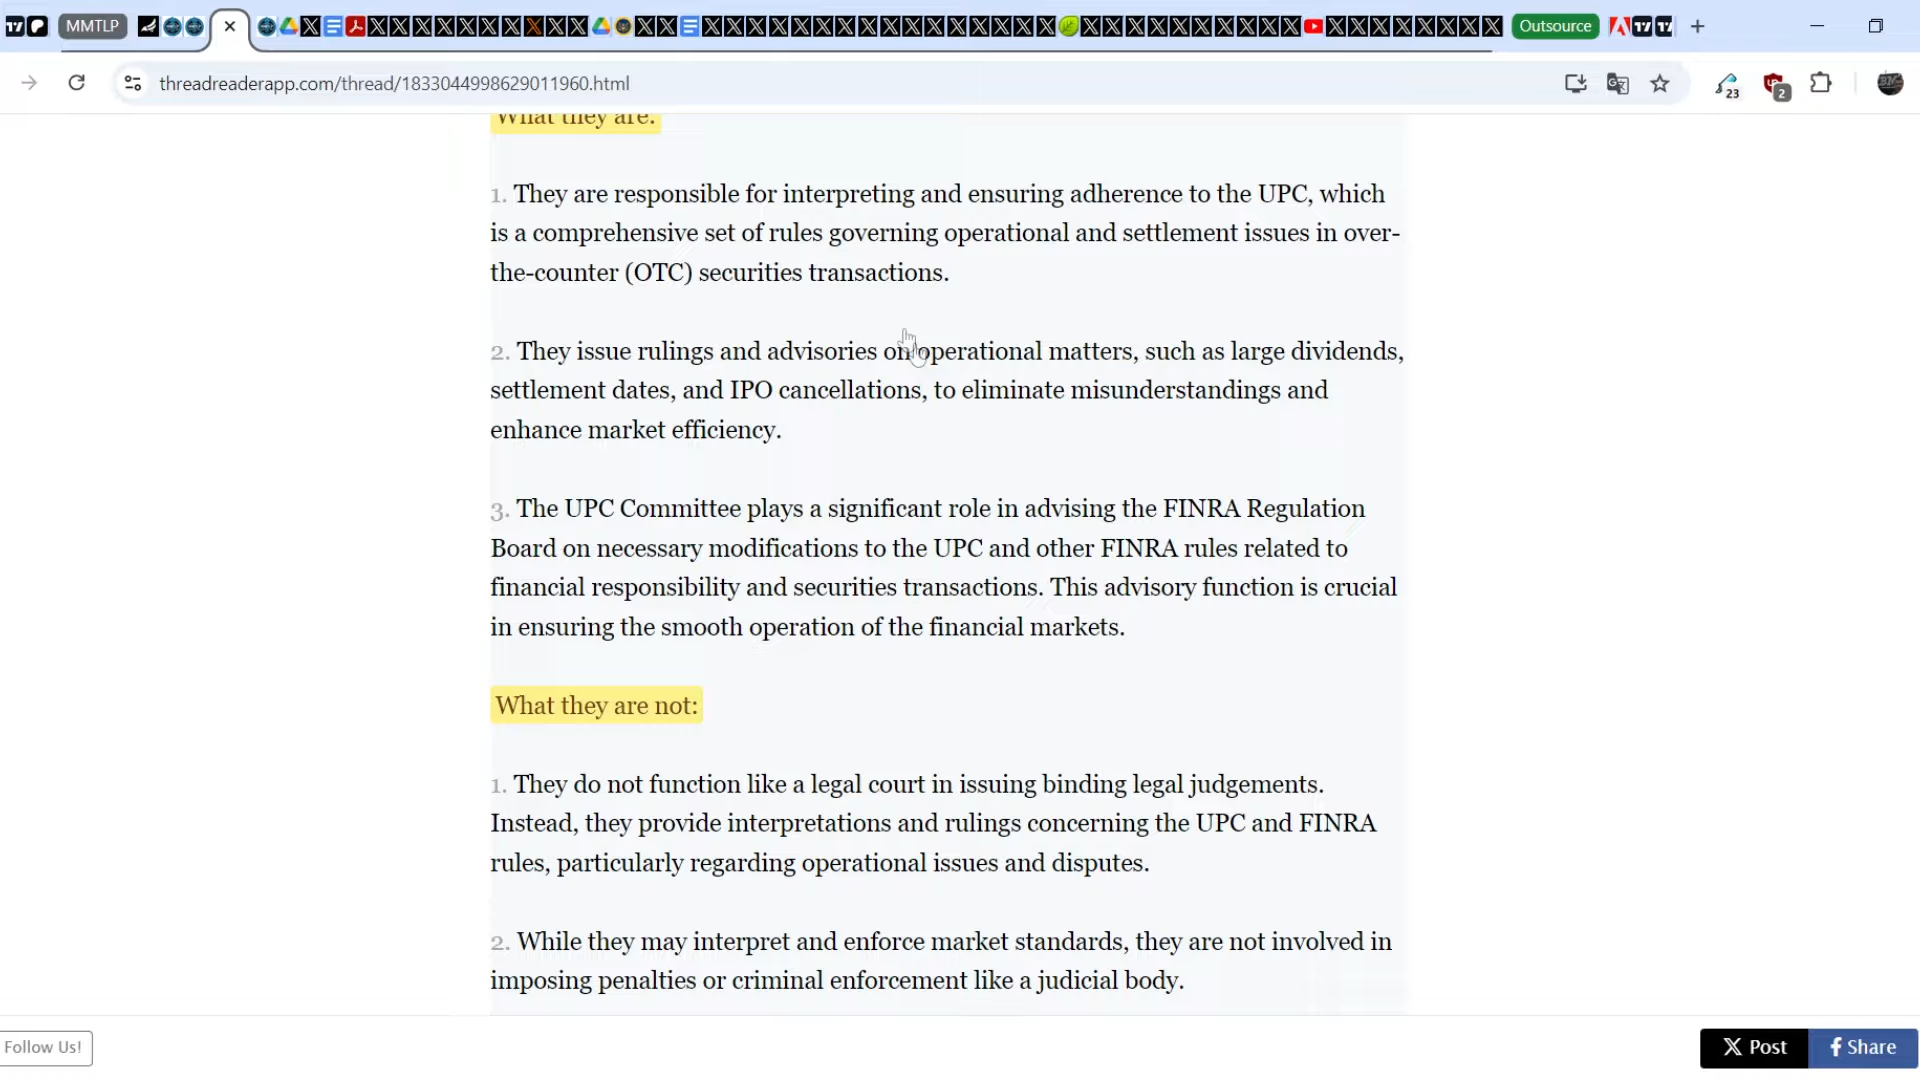 MMTLP
Outsource
threadreaderapp.com/thread/1833044998629011960.html
23
2
What they are:
1. They are responsible for interpreting and ensuring adherence to the UPC, which
is a comprehensive set of rules governing operational and settlement issues in over-
the-counter (OTC) securities transactions.
2. They issue rulings and advisories on operational matters, such as large dividends,
settlement dates, and IPO cancellations, to eliminate misunderstandings and
enhance market efficiency.
3. The UPC Committee plays a significant role in advising the FINRA Regulation
Board on necessary modifications to the UPC and other FINRA rules related to
financial responsibility and securities transactions. This advisory function is crucial
in ensuring the smooth operation of the financial markets.
What they are not:
1. They do not function like a legal court in issuing binding legal judgements.
Instead, they provide interpretations and rulings concerning the UPC and FINRA
rules, particularly regarding operational issues and disputes.
2. While they may interpret and enforce market standards, they are not involved in
imposing penalties or criminal enforcement like a judicial body.
Follow Us!
X Post
f Share